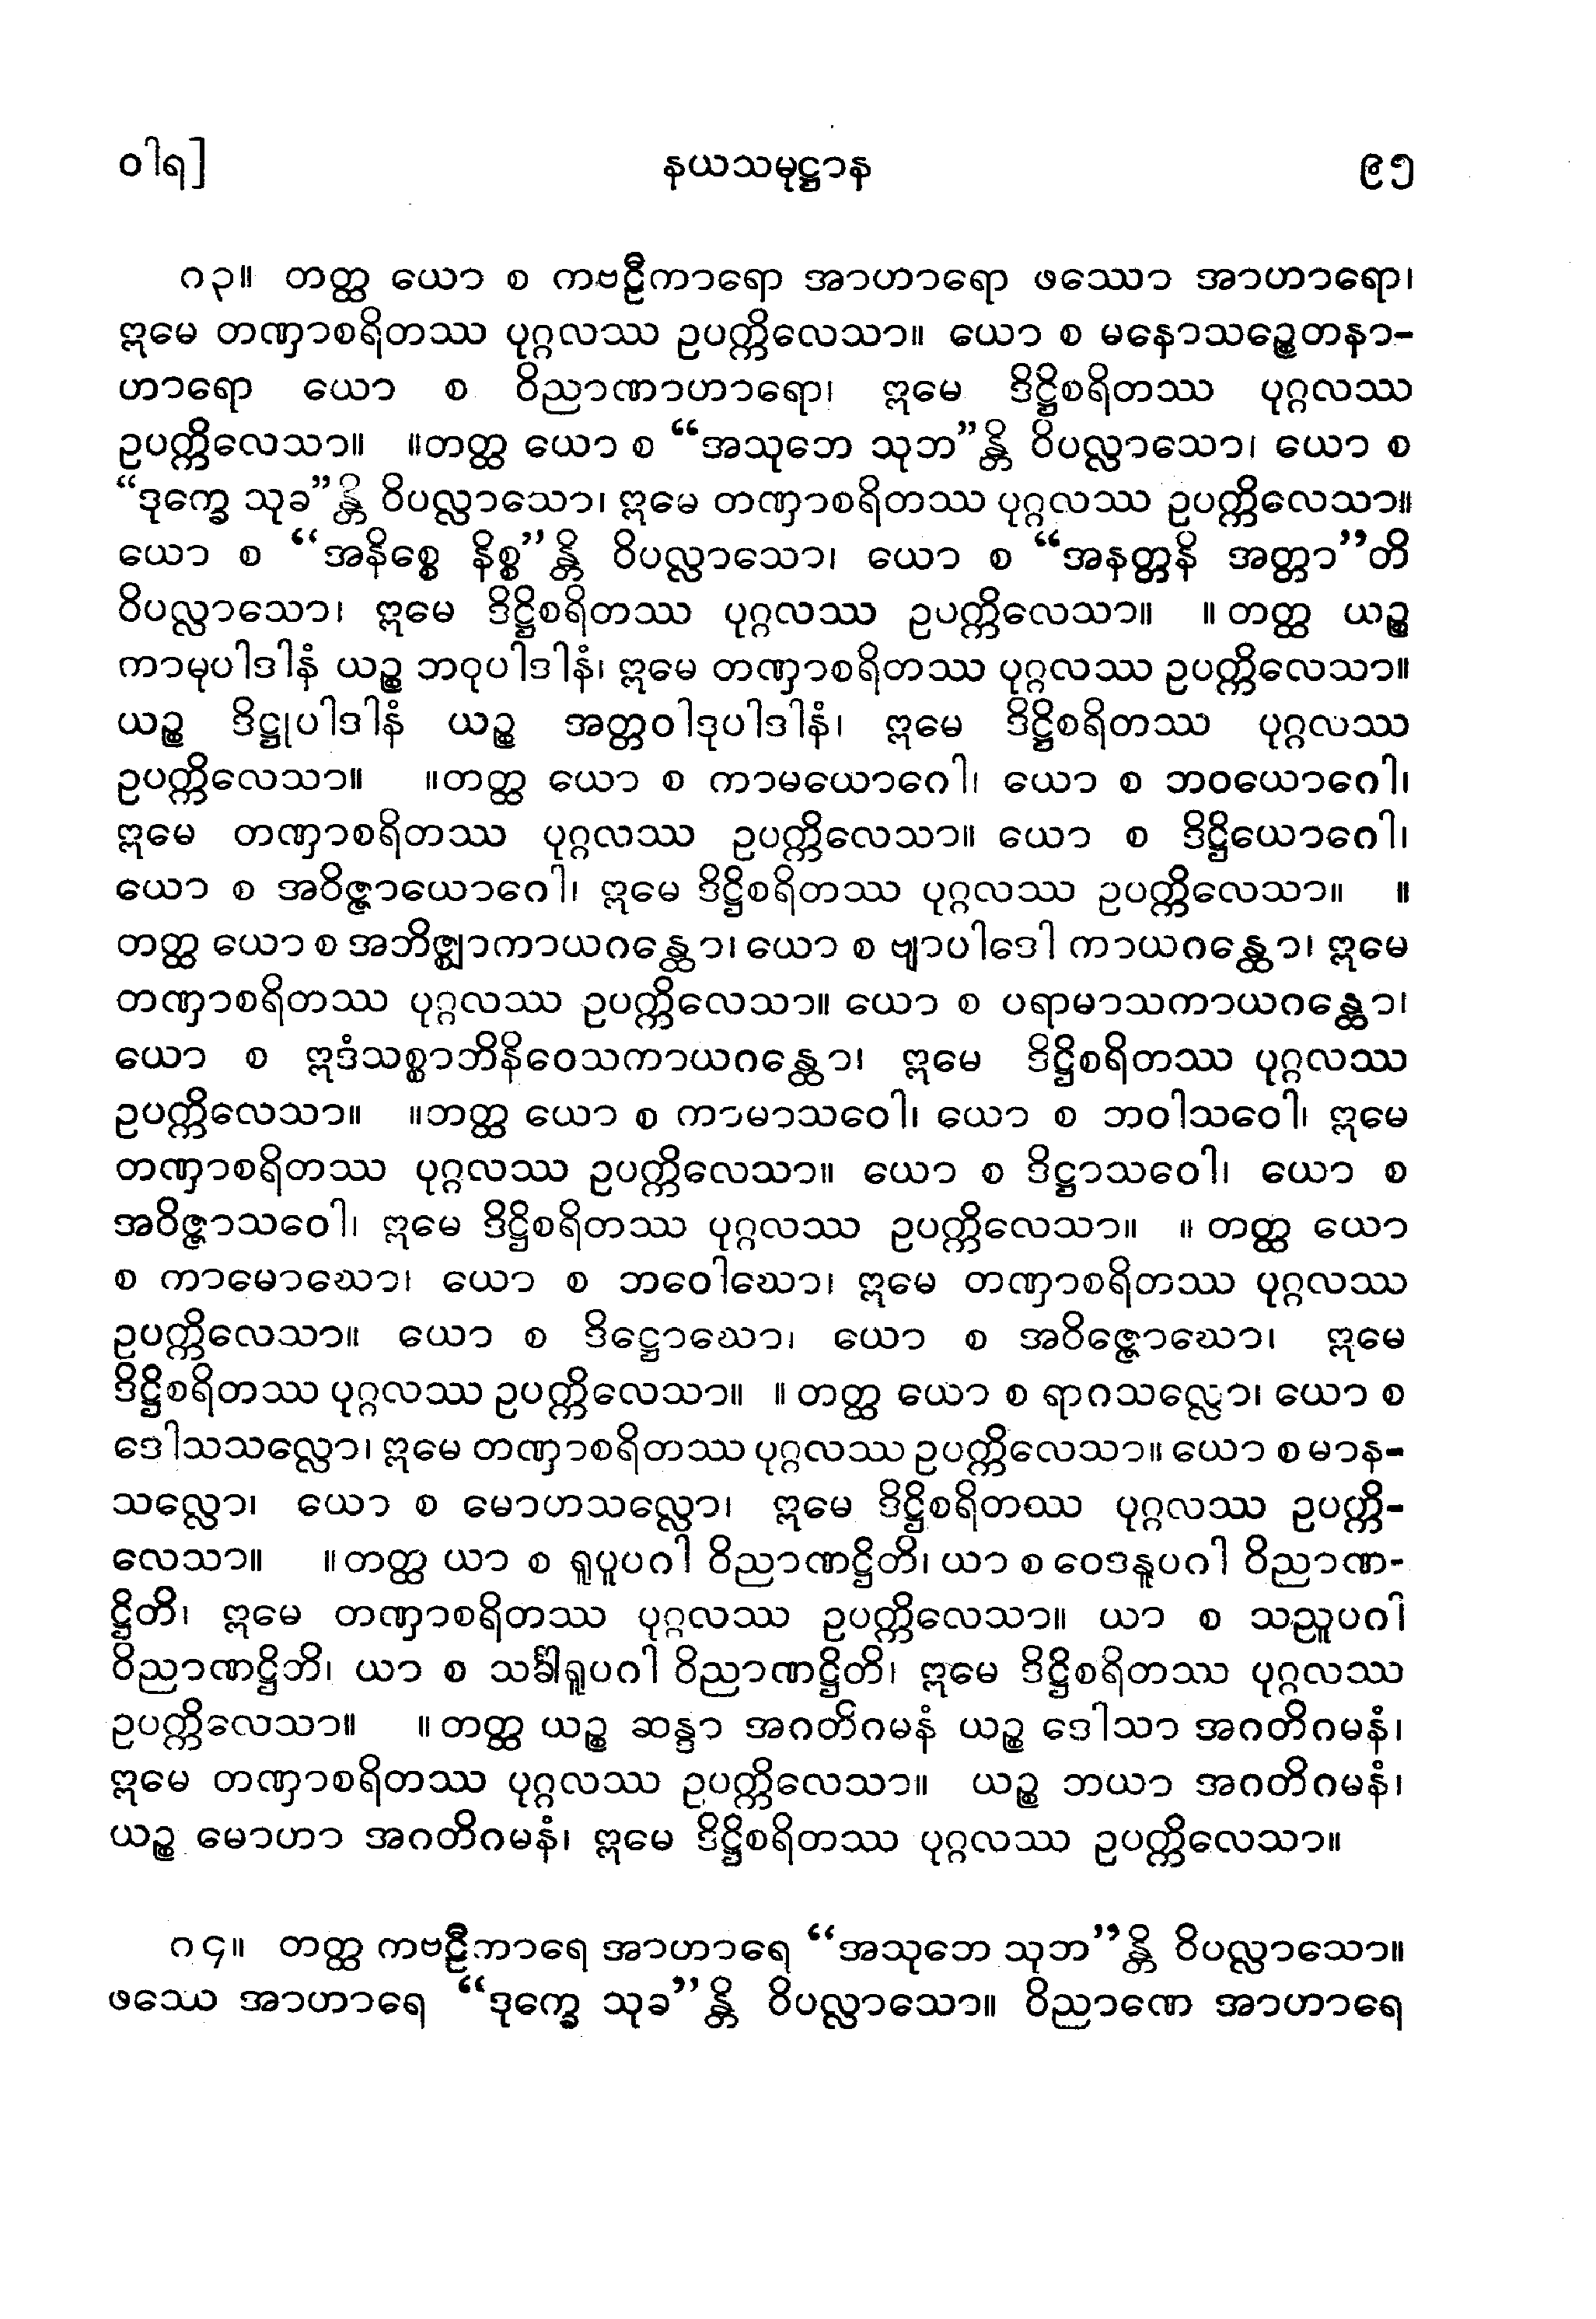 ဝါရ]
နယသမုဋ္ဌာန
၉၅
ဂ၃။ တတ္ထ ယော စ ကဗဠီကာရော အာဟာရော ဖဿော အာဟာရော၊
ဣမေ တဏှာစရိတဿ ပုဂ္ဂလဿ ဥပက္ကိလေသာ။ ယော စ မနောသဉ္စေတနာ-
ဟာရော ယော စ ဝိညာဏာဟာရော၊ ဣမေ ဒိဋ္ဌိစရိတဿ ပုဂ္ဂလဿ
ဥပက္ကိလေသာ။ ။တတ္ထ ယော စ “အသုဘေ သုဘ”န္တိ ဝိပလ္လာသော၊ ယော စ
“ဒုက္ခေ သုခ”န္တိ ဝိပလ္လာသော၊ ဣမေ တဏှာစရိတဿ ပုဂ္ဂလဿ ဥပက္ကိလေသာ။
ယော စ “အနိစ္စေ နိစ္စ”န္တိ ဝိပလ္လာသော၊ ယော စ “အနတ္တနိ အတ္တာ”တိ
ဝိပလ္လာသော၊ ဣမေ ဒိဋ္ဌိစရိတဿ ပုဂ္ဂလဿ ဥပက္ကိလေသာ။ ။ တတ္ထ ယဉ္စ
ကာမုပါဒါနံ ယဉ္စ ဘဝုပါဒါနံ၊ ဣမေ တဏှာစရိတဿ ပုဂ္ဂလဿ ဥပက္ကိလေသာ။
ယဉ္စ ဒိဋ္ဌုပါဒါနံ ယဉ္စ အတ္တဝါဒုပါဒါနံ၊ ဣမေ ဒိဋ္ဌိစရိတဿ ပုဂ္ဂလဿ
ဥပက္ကိလေသာ။ ။တတ္ထ ယော စ ကာမယောဂေါ၊ ယော စ ဘဝယောဂေါ၊
ဣမေ တဏှာစရိတဿ ပုဂ္ဂလဿ ဥပက္ကိလေသာ။ ယော စ ဒိဋ္ဌိယောဂေါ၊
ယော စ အဝိဇ္ဇာယောဂေါ၊ ဣမေ ဒိဋ္ဌိစရိတဿ ပုဂ္ဂလဿ ဥပက္ကိလေသာ။ ။
တတ္ထ ယော စ အဘိဇ္ဈာကာယဂန္ထော၊ ယော စ ဗျာပါဒေါ ကာယဂန္ထော၊ ဣမေ
တဏှာစရိတဿ ပုဂ္ဂလဿ ဥပက္ကိလေသာ။ ယော စ ပရာမာသကာယဂန္ထော၊
ယော စ ဣဒံသစ္စာဘိနိဝေသကာယဂန္ထော၊ ဣမေ ဒိဋ္ဌိစရိတဿ ပုဂ္ဂလဿ
ဥပက္ကိလေသာ။ ။ဘတ္ထ ယော စ ကာမာသဝေါ၊ ယော စ ဘဝါသဝေါ၊ ဣမေ
တဏှာစရိတဿ ပုဂ္ဂလဿ ဥပက္ကိလေသာ။ ယော စ ဒိဋ္ဌာသဝေါ၊ ယော စ
အဝိဇ္ဇာသဝေါ၊ ဣမေ ဒိဋ္ဌိစရိတဿ ပုဂ္ဂလဿ ဥပက္ကိလေသာ။ ။ တတ္ထ ယော
စ ကာမောဃော၊ ယော စ ဘဝေါဃော၊ ဣမေ တဏှာစရိတဿ ပုဂ္ဂလဿ
ဥပက္ကိလေသာ။ ယော စ ဒိဋ္ဌောဃော၊ ယော စ အဝိဇ္ဇောဃော၊ ဣမေ
ဒိဋ္ဌိစရိတဿ ပုဂ္ဂလဿ ဥပက္ကိလေသာ။ ။ တတ္ထ ယော စ ရာဂသလ္လော၊ ယော စ
ဒေါသသလ္လော၊ ဣမေ တဏှာစရိတဿ ပုဂ္ဂလဿ ဥပက္ကိလေသာ။ ယော စ မာန-
သလ္လော၊ ယော စ မောဟသလ္လော၊ ဣမေ ဒိဋ္ဌိစရိတဿ ပုဂ္ဂလဿ ဥပက္ကိ-
လေသာ။ ။တတ္ထ ယာ စ ရူပူပဂါ ဝိညာဏဋ္ဌိတိ၊ ယာ စ ဝေဒနူပဂါ ဝိညာဏ-
ဋ္ဌိတိ၊ ဣမေ တဏှာစရိတဿ ပုဂ္ဂလဿ ဥပက္ကိလေသာ။ ယာ စ သညူပဂါ
ဝိညာဏဋ္ဌိဘိ၊ ယာ စ သင်္ခါရူပဂါ ဝိညာဏဋ္ဌိတိ၊ ဣမေ ဒိဋ္ဌိစရိတဿ ပုဂ္ဂလဿ
ဥပက္ကိလေသာ။ ။ တတ္ထ ယဉ္စ ဆန္ဒာ အဂတိဂမနံ ယဉ္စ ဒေါသာ အဂတိဂမနံ၊
ဣမေ တဏှာစရိတဿ ပုဂ္ဂလဿ ဥပက္ကိလေသာ။ ယဉ္စ ဘယာ အဂတိဂမနံ၊
ယဉ္စ မောဟာ အဂတိဂမနံ၊ ဣမေ ဒိဋ္ဌိစရိတဿ ပုဂ္ဂလဿ ဥပက္ကိလေသာ။
ဂ၄။ တတ္ထ ကဗဠီကာရေ အာဟာရေ “အသုဘေ သုဘ”န္တိ ဝိပလ္လာသော။
ဖဿေ အာဟာရေ “ဒုက္ခေ သုခ”န္တိ ဝိပလ္လာသော။ ဝိညာဏေ အာဟာရေ